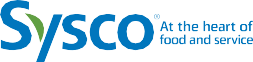 Sysco®
At the heart of
food and service